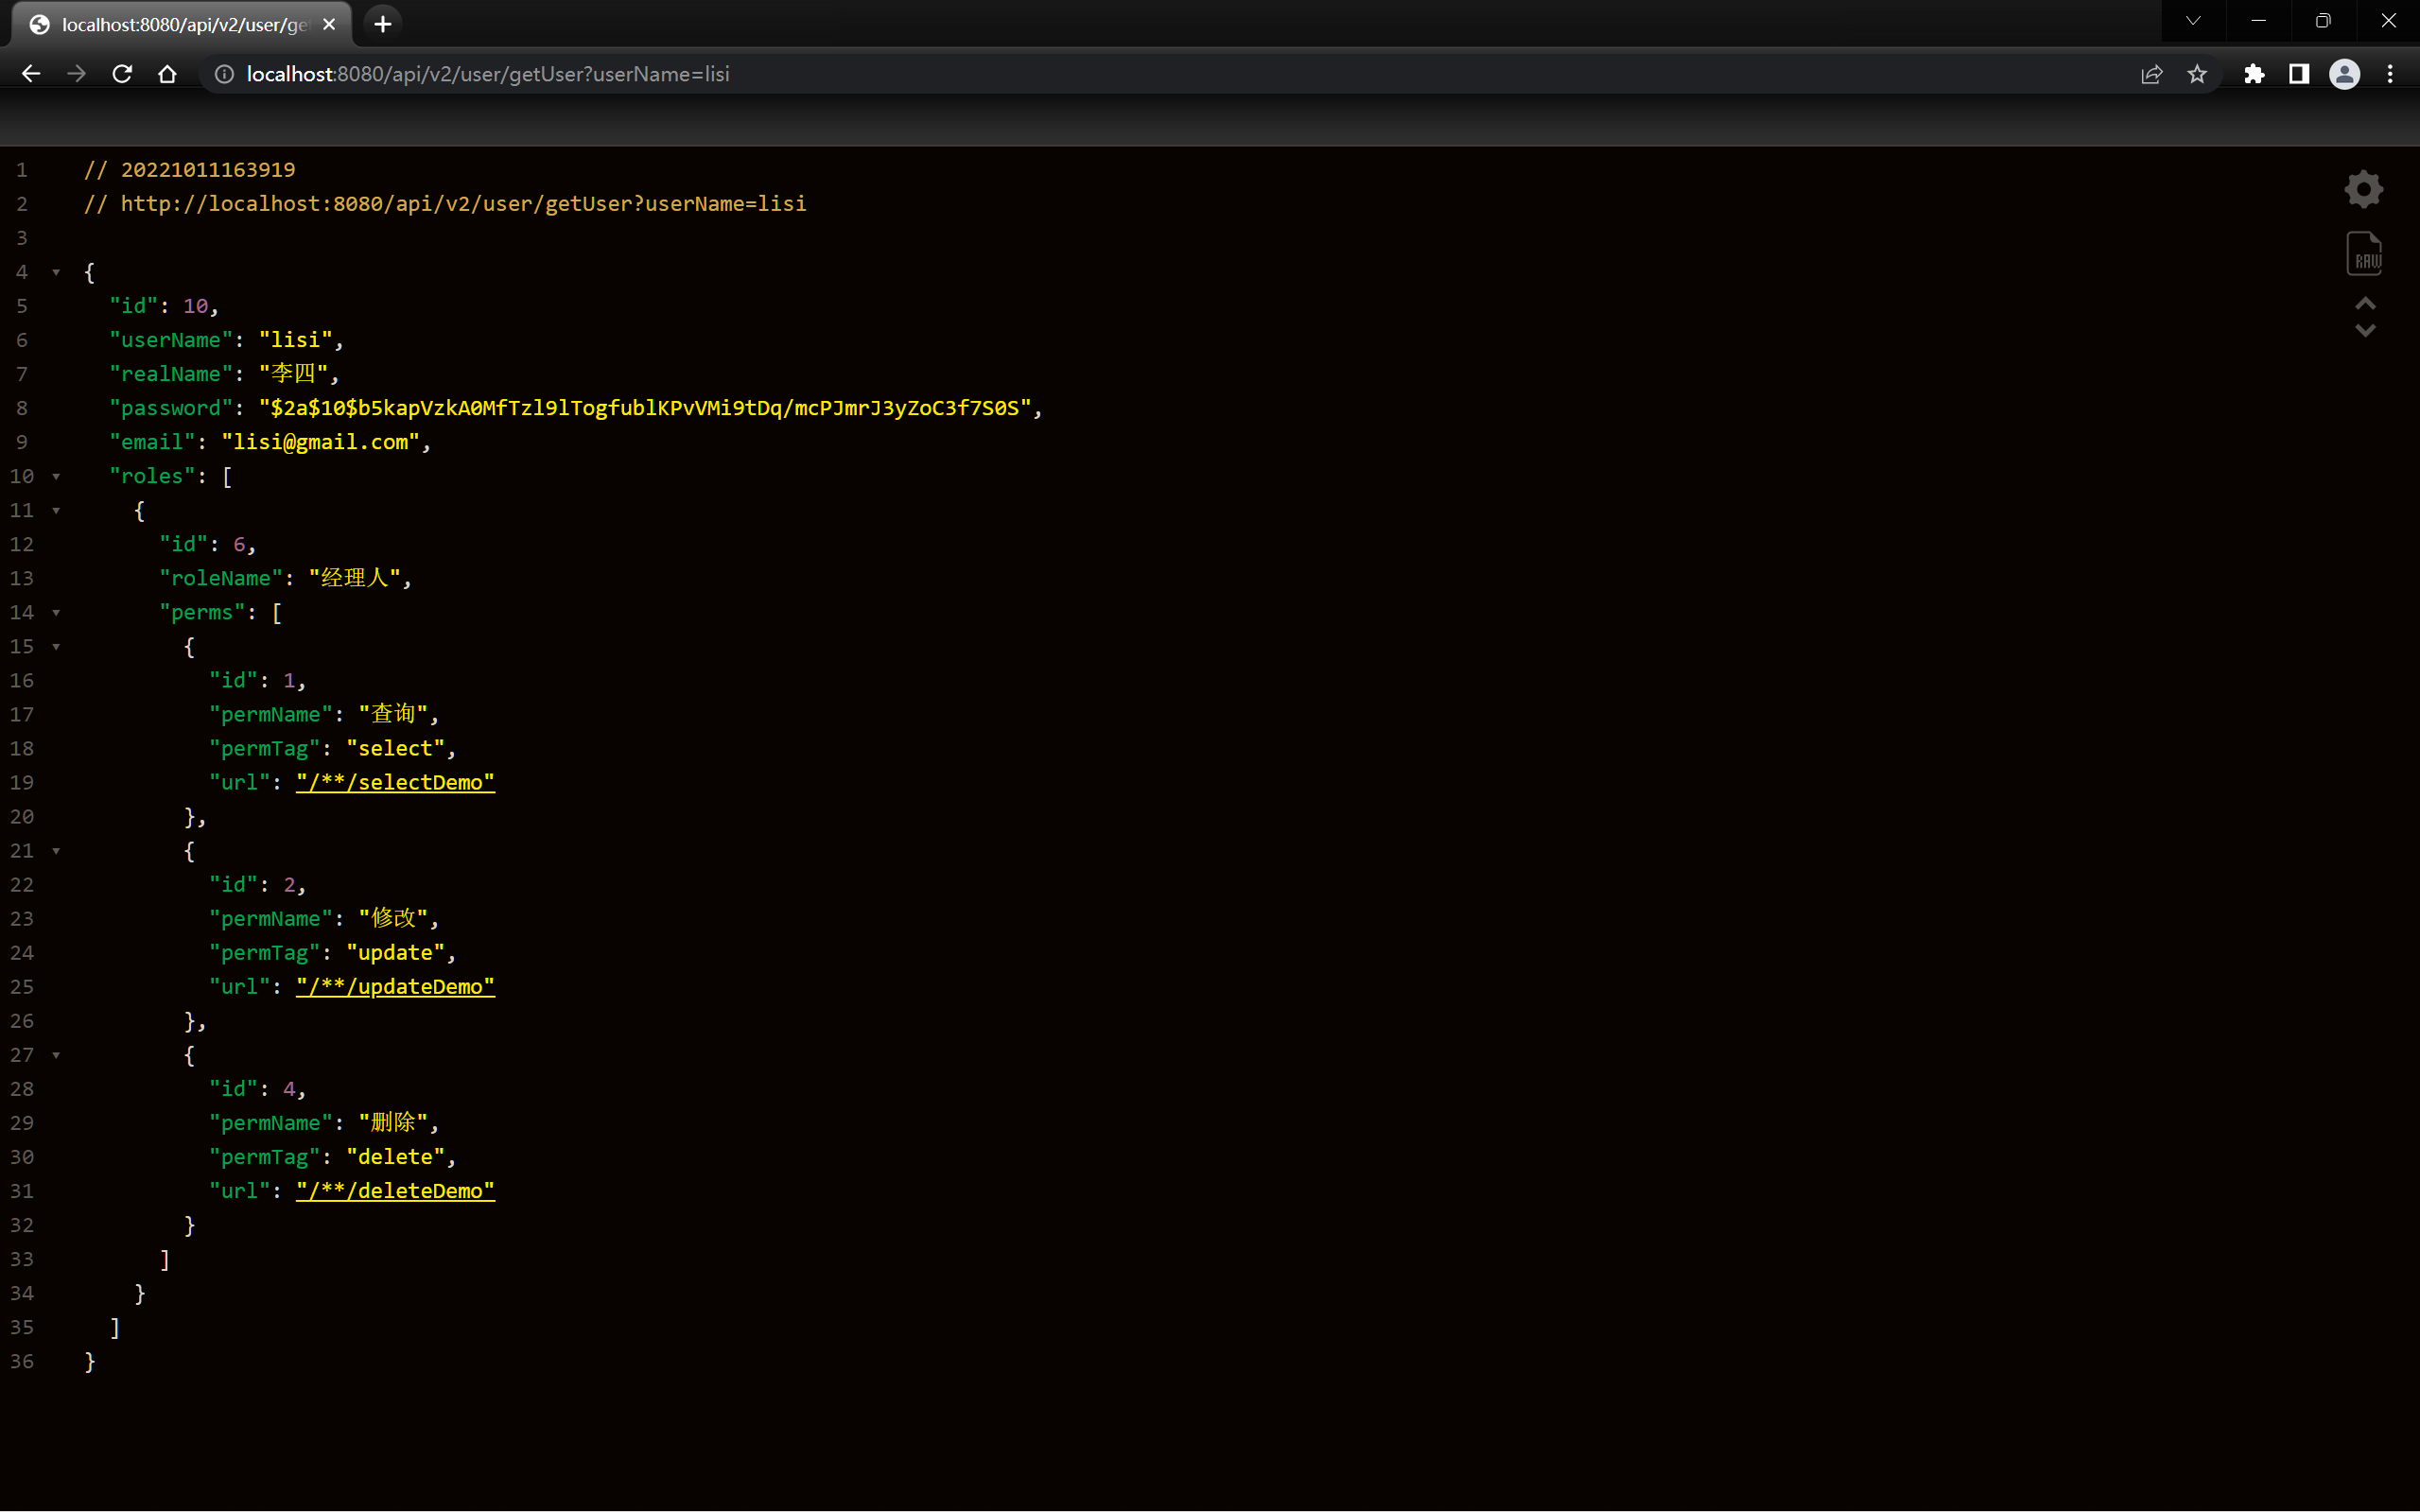 localhost:8080/api/v2/user/ge
localhost:8080/api/v2/user/getUser?userName=lisi
1 // 20221011163919
2 // http://localhost:8080/api/v2/user/getUser?userName=lisi
3
4 {
5 "id": 10,
6 "userName": "lisi",
7 "realName": "李四",
8 "password": "$2a$10$b5kapVzkA0MfTzl9lTogfublKPvVMi9tDq/mcPJmrJ3yZoC3f7S0S",
9 "email": "lisi@gmail.com",
10 "roles": [
11 {
12 "id": 6,
13 "roleName": "经理人",
14 "perms": [
15 {
16 "id": 1,
17 "permName": "查询",
18 "permTag": "select",
19 "url": "/**/selectDemo"
20 },
21 {
22 "id": 2,
23 "permName": "修改",
24 "permTag": "update",
25 "url": "/**/updateDemo"
26 },
27 {
28 "id": 4,
29 "permName": "删除",
30 "permTag": "delete",
31 "url": "/**/deleteDemo"
32 }
33 ]
34 }
35 ]
36 }
RAW